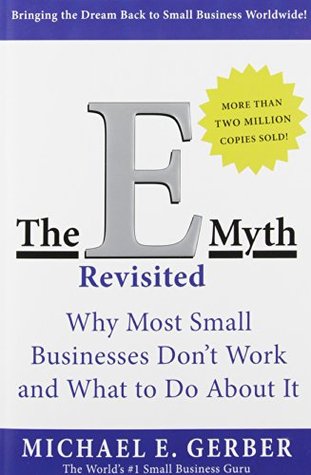 Bringing the Dream Back to Small Business Worldwide!
MORE THAN
TWO MILLION
COPIES SOLD!
The E Myth
Revisited
Why Most Small
Businesses Don't Work
and What to Do About It
MICHAEL E. GERBER
The World's #1 Small Business Guru